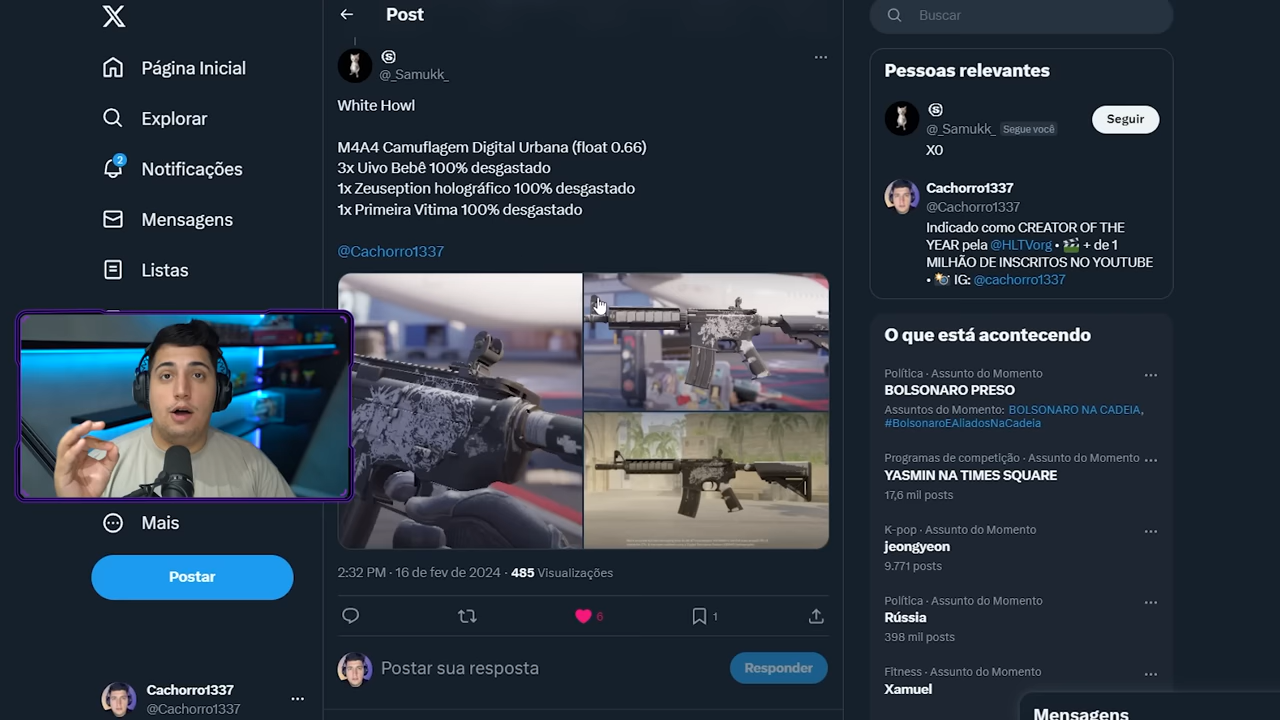 Página Inicial
Explorar
2
Notificações
Mensagens
Listas
Mais
Postar
Cachorro1337
@Cachorro1337
Post
S
@_Samukk_
White Howl
M4A4 Camuflagem Digital Urbana (float 0.66)
3x Uivo Bebê 100% desgastado
1x Zeuseption holográfico 100% desgastado
1x Primeira Vitima 100% desgastado
@Cachorro1337
2:32 PM · 16 de fev de 2024 · 485 Visualizações
6
1
Postar sua resposta
Responder
Buscar
Pessoas relevantes
S
@_Samukk_ Segue você
Seguir
X0
Cachorro1337
@Cachorro1337
Indicado como CREATOR OF THE
YEAR pela @HLTVorg • 🎬 + de 1
MILHÃO DE INSCRITOS NO YOUTUBE
• 📸 IG: @cachorro1337
O que está acontecendo
Política · Assunto do Momento
BOLSONARO PRESO
Assuntos do Momento: BOLSONARO NA CADEIA,
#BolsonaroEAliadosNaCadeia
Programas de competição · Assunto do Momento
YASMIN NA TIMES SQUARE
17,6 mil posts
K-pop · Assunto do Momento
jeongyeon
9.771 posts
Política · Assunto do Momento
Rússia
398 mil posts
Fitness · Assunto do Momento
Xamuel
Mensagens